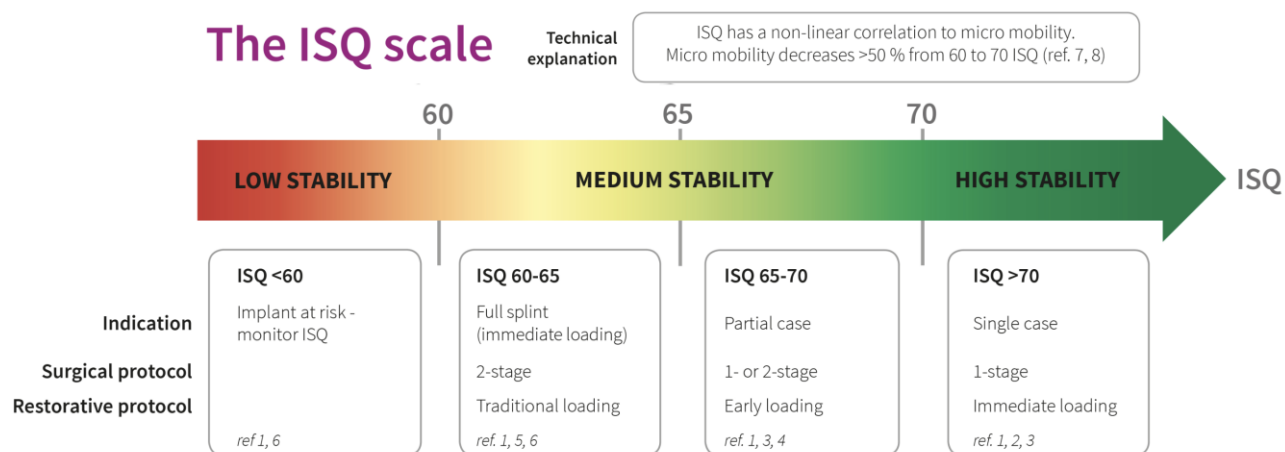 The ISQ scale
Technical
explanation
ISQ has a non-linear correlation to micro mobility.
Micro mobility decreases >50 % from 60 to 70 ISQ (ref. 7, 8)
60 65 70
LOW STABILITY MEDIUM STABILITY HIGH STABILITY ISQ
ISQ <60 ISQ 60-65 ISQ 65-70 ISQ >70
Indication
Implant at risk -
monitor ISQ
Full splint
(immediate loading)
Partial case
Single case
Surgical protocol 2-stage 1- or 2-stage 1-stage
Restorative protocol Traditional loading Early loading Immediate loading
ref 1, 6 ref. 1, 5, 6 ref. 1, 3, 4 ref. 1, 2, 3